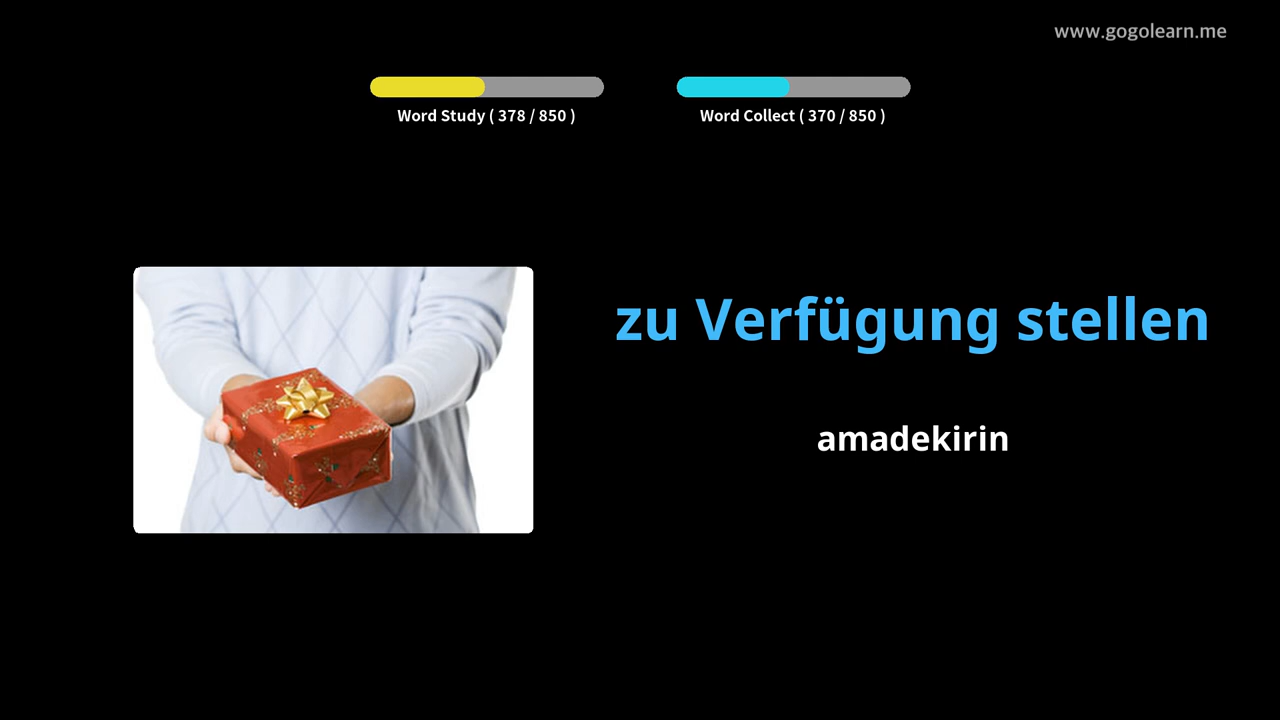 www.gogolearn.me
Word Study ( 378 / 850 )
Word Collect ( 370 / 850 )
zu Verfügung stellen
amadekirin